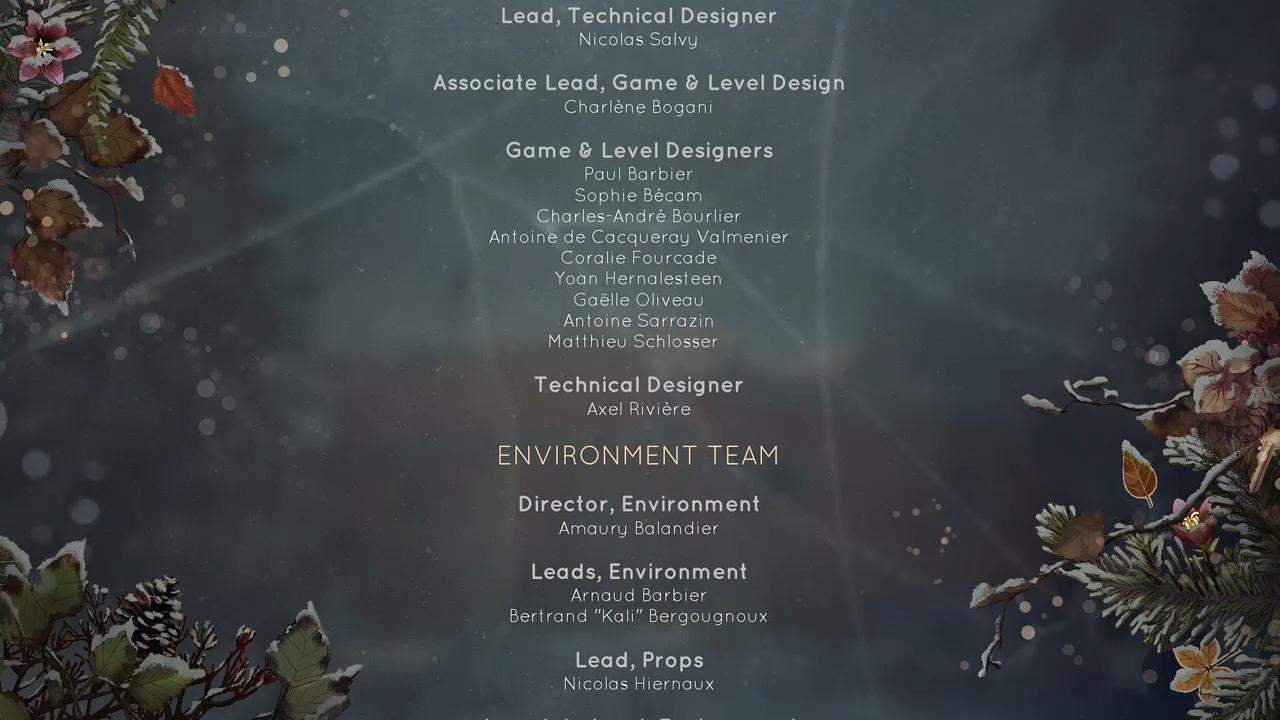 Lead, Technical Designer
Nicolas Salvy
Associate Lead, Game & Level Design
Charlène Bogani
Game & Level Designers
Paul Barbier
Sophie Bécam
Charles-André Bourlier
Antoine de Cacqueray Valmenier
Coralie Fourcade
Yoan Hernalesteen
Gaëlle Oliveau
Antoine Sarrazin
Matthieu Schlosser
Technical Designer
Axel Rivière
ENVIRONMENT TEAM
Director, Environment
Amaury Balandier
Leads, Environment
Arnaud Barbier
Bertrand "Kali" Bergougnoux
Lead, Props
Nicolas Hiernaux